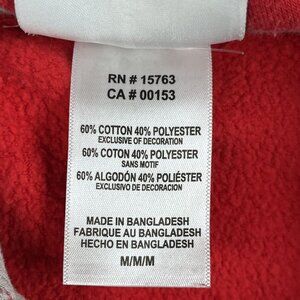 RN # 15763
CA # 00153
60% COTTON 40% POLYESTER
EXCLUSIVE OF DECORATION
60% COTON 40% POLYESTER
SANS MOTIF
60% ALGODÓN 40% POLIÉSTER
EXCLUSIVO DE DECORACIÓN
MADE IN BANGLADESH
FABRIQUE AU BANGLADESH
HECHO EN BANGLADESH
M/M/M